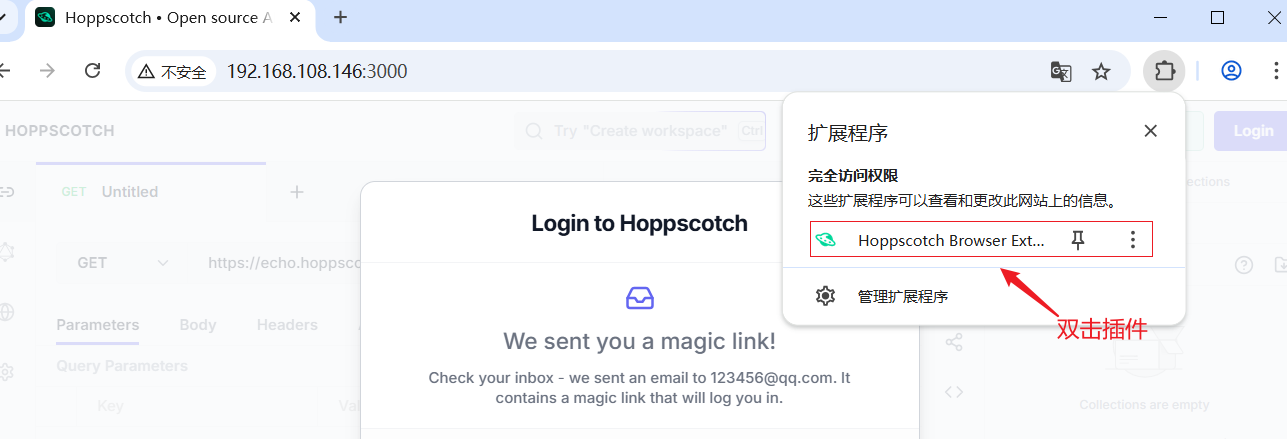 Hoppscotch • Open source A
不安全
192.168.108.146:3000
HOPPSCOTCH
Try "Create workspace"
Ctrl
Login
扩展程序
完全访问权限
这些扩展程序可以查看和更改此网站上的信息。
Hoppscotch Browser Ext...
管理扩展程序
双击插件
GET Untitled
GET
https://echo.hoppsco
Parameters
Body
Headers
Query Parameters
Key
Val
Login to Hoppscotch
We sent you a magic link!
Check your inbox - we sent an email to 123456@qq.com. It
contains a magic link that will log you in.
Collections are empty